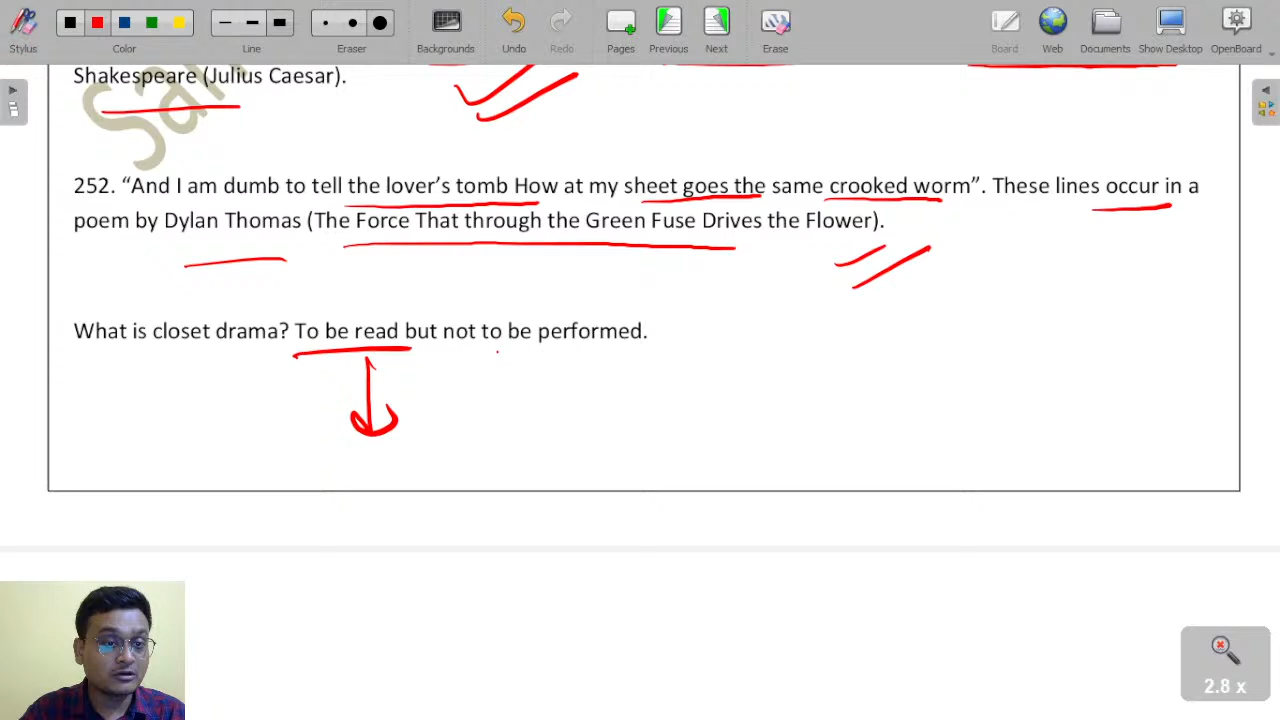 Stylus Color Line Eraser Backgrounds Undo Redo Pages Previous Next Erase Board Web Documents Show Desktop OpenBoard
Shakespeare (Julius Caesar).
San
252. “And I am dumb to tell the lover’s tomb How at my sheet goes the same crooked worm”. These lines occur in a
poem by Dylan Thomas (The Force That through the Green Fuse Drives the Flower).
What is closet drama? To be read but not to be performed.
2.8 x